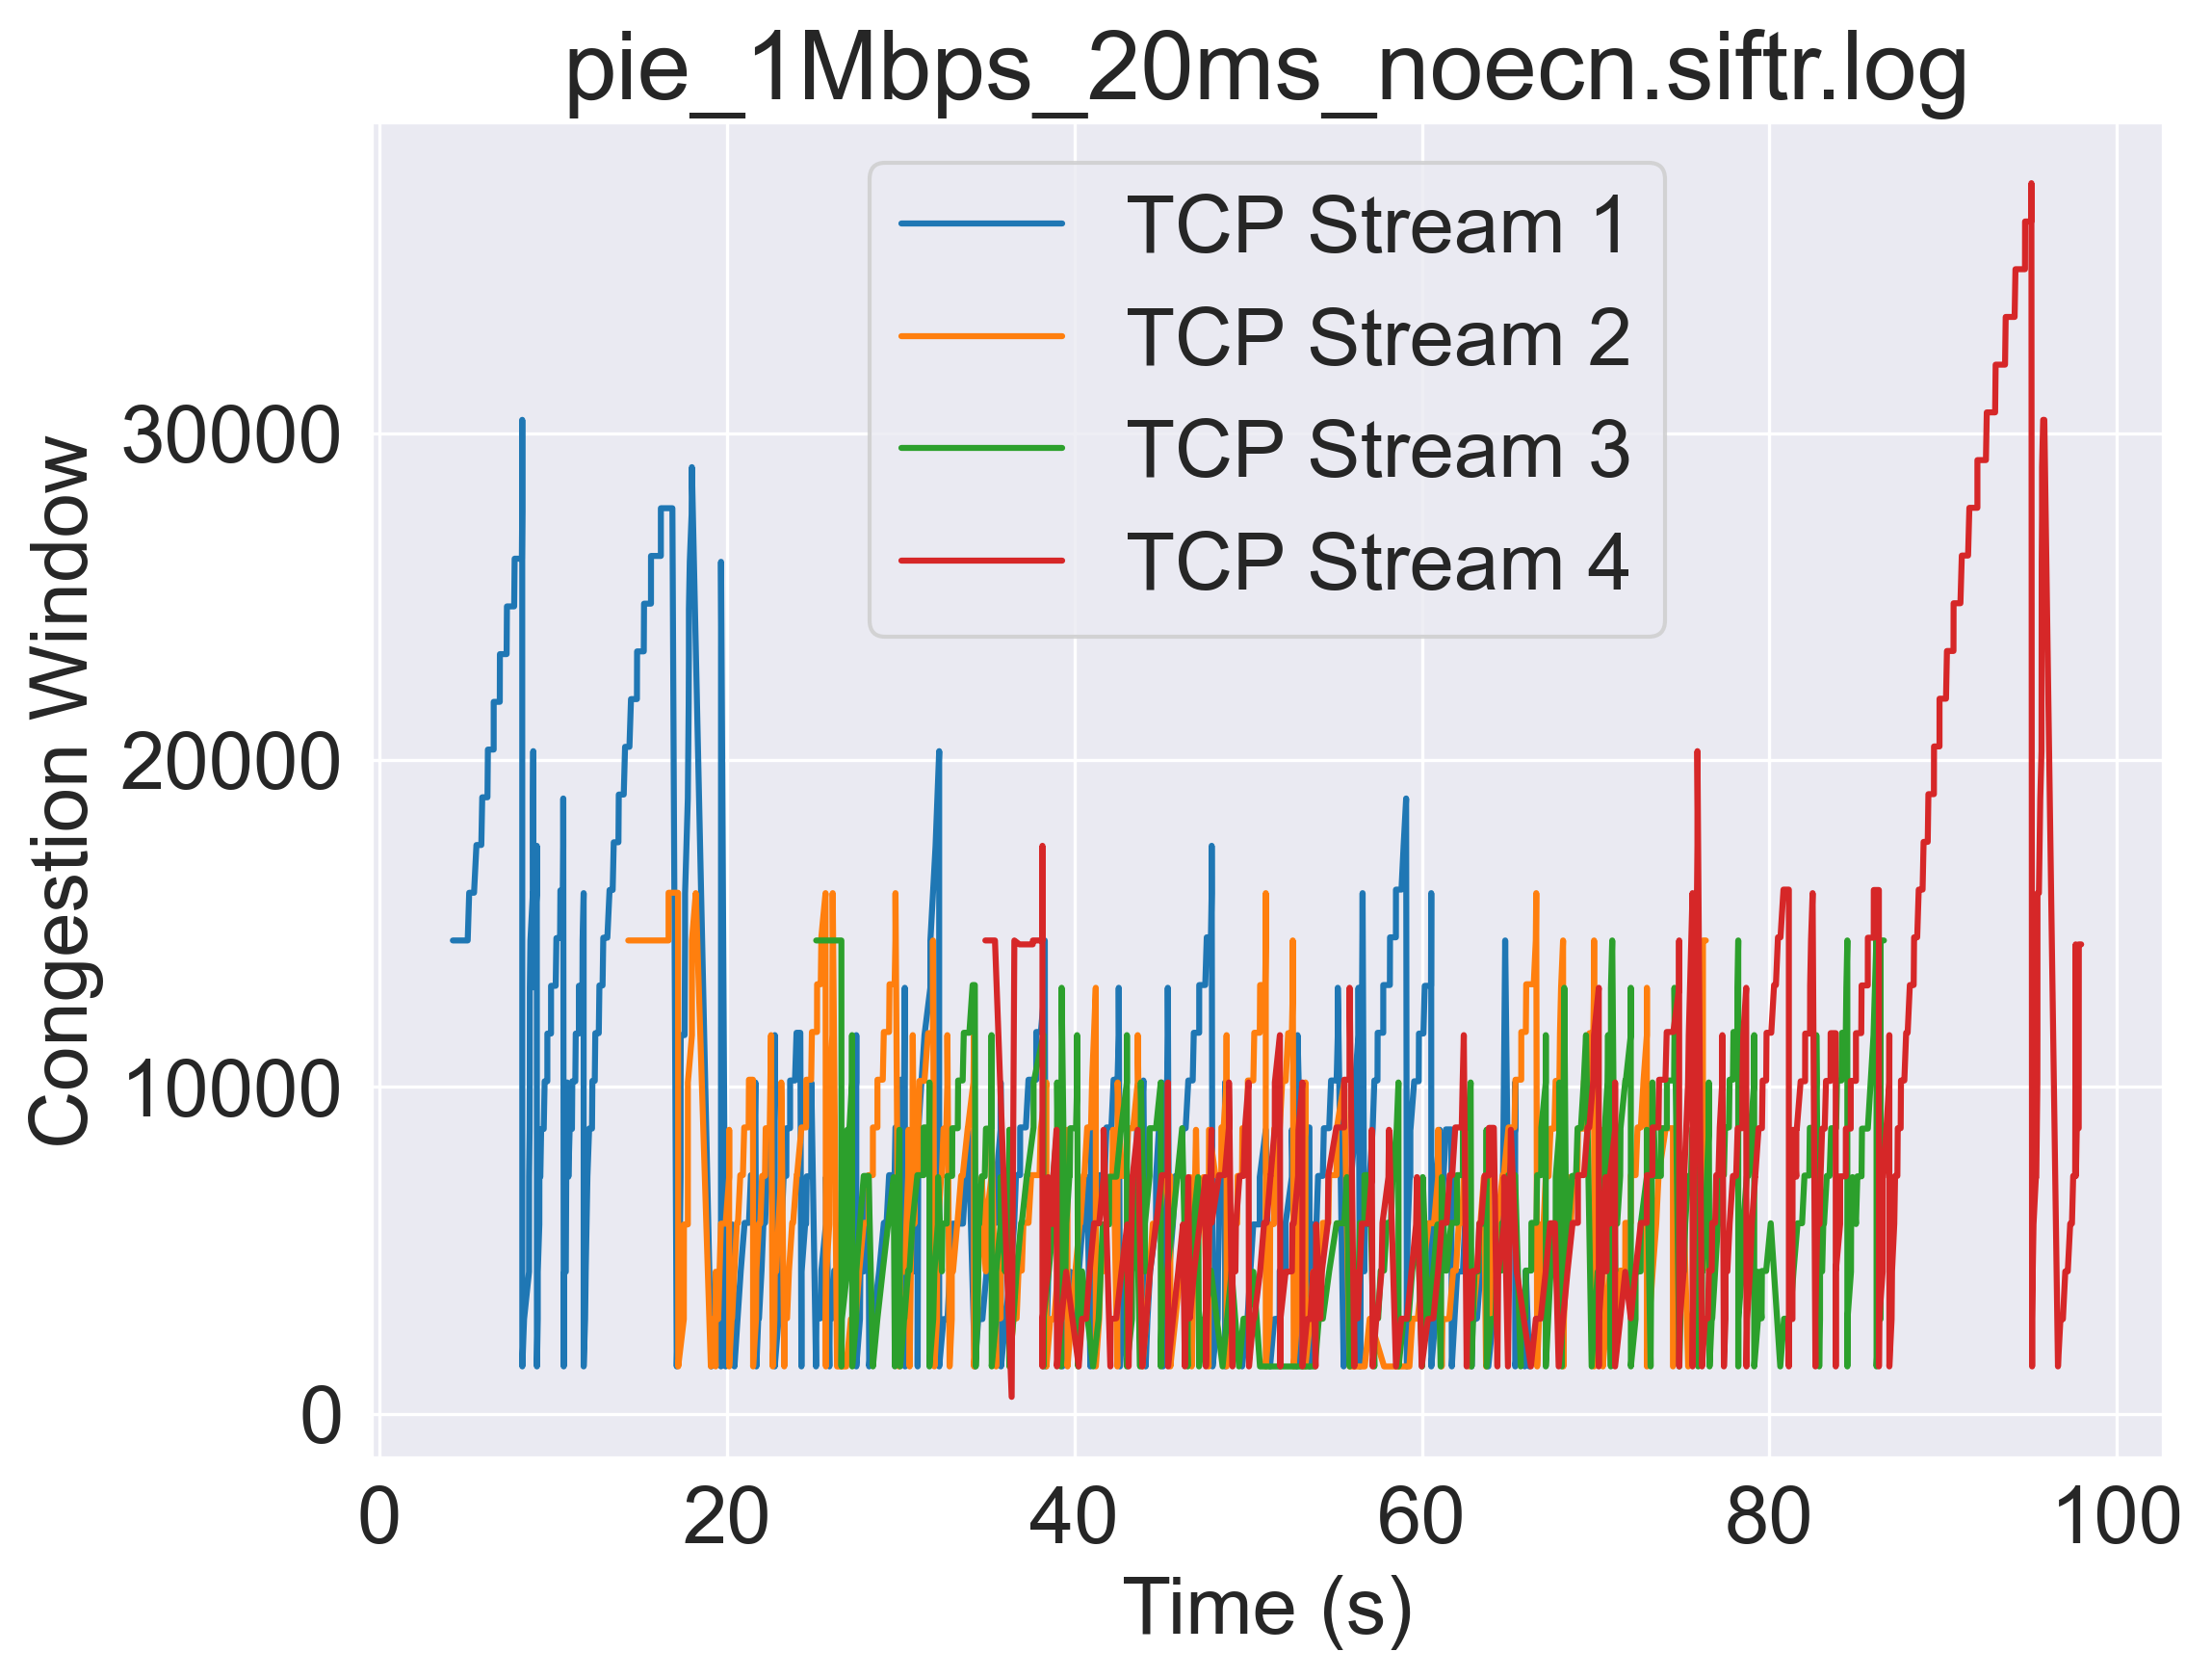 pie_1Mbps_20ms_noecn.siftr.log
TCP Stream 1
TCP Stream 2
TCP Stream 3
TCP Stream 4
Congestion Window
30000
20000
10000
0
0 20 40 60 80 100
Time (s)